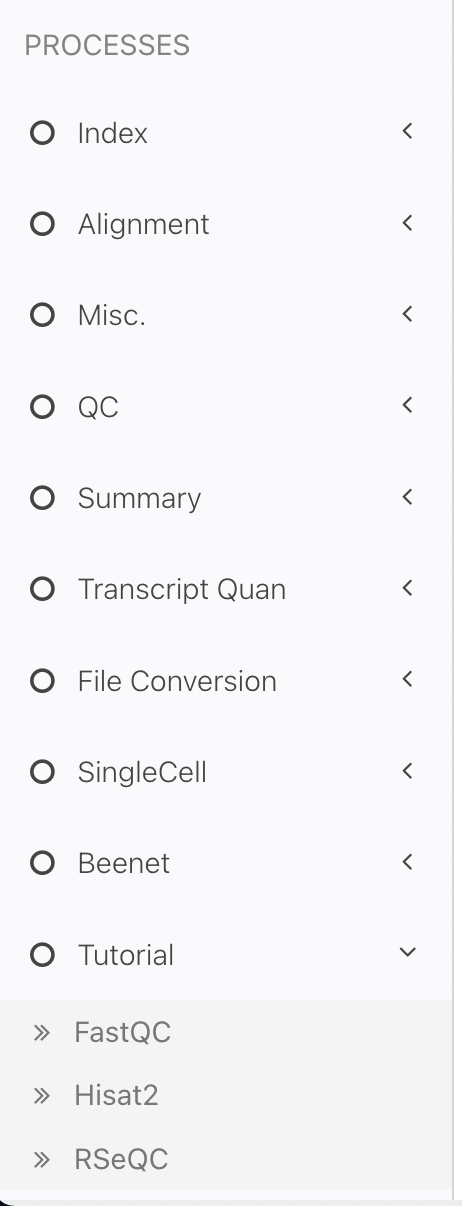 PROCESSES
Index
Alignment
Misc.
QC
Summary
Transcript Quan
File Conversion
SingleCell
Beenet
Tutorial
FastQC
Hisat2
RSeQC